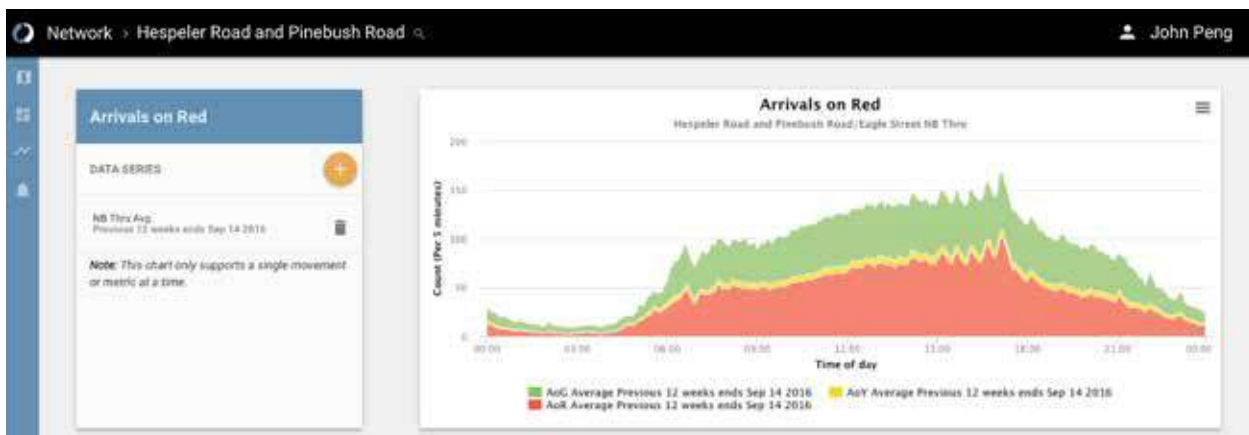 Network > Hespeler Road and Pinebush Road
John Peng
Arrivals on Red
DATA SERIES
NB Thru Avg.
Previous 12 weeks ends Sep 14 2016
Note: This chart only supports a single movement
or metric at a time.
Arrivals on Red
Hespeler Road and Pinebush Road/Eagle Street NB Thru
Count (Per 5 minutes)
200
150
100
50
0
00:00 03:00 06:00 09:00 18:00 21:00 00:00
Time of day
AoG Average Previous 12 weeks ends Sep 14 2016 AoY Average Previous 12 weeks ends Sep 14 2016
AoR Average Previous 12 weeks ends Sep 14 2016